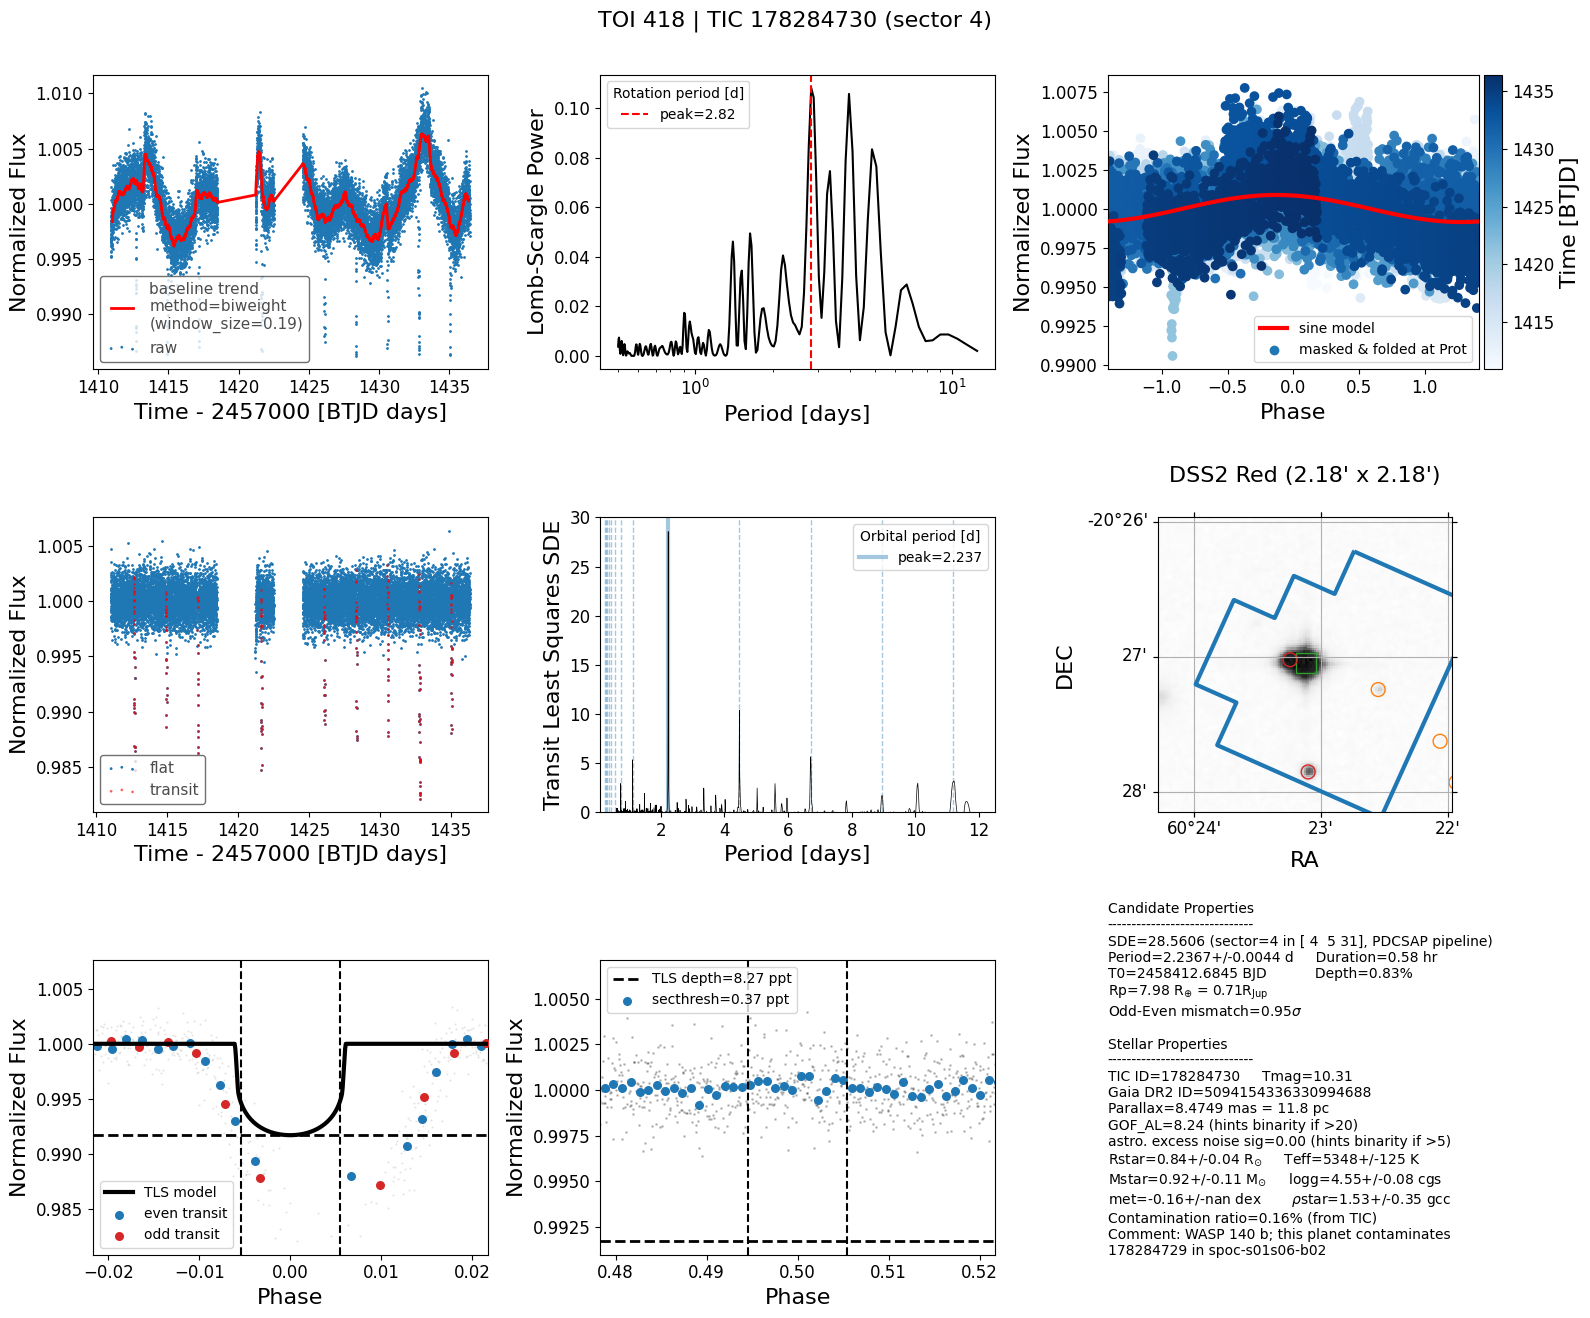 TOI 418 | TIC 178284730 (sector 4)
Normalized Flux
1.010
1.005
1.000
0.995
0.990
baseline trend
method=biweight
(window_size=0.19)
raw
1410 1415 1420 1425 1430 1435
Time - 2457000 [BTJD days]
Lomb-Scargle Power
0.10
0.08
0.06
0.04
0.02
0.00
Rotation period [d]
peak=2.82
10⁰ 10¹
Period [days]
Normalized Flux
1.0075
1.0050
1.0025
1.0000
0.9975
0.9950
0.9925
0.9900
sine model
masked & folded at Prot
−1.0 −0.5 0.0 0.5 1.0
Phase
1435
1430
1425
1420
1415
Time [BTJD]
Normalized Flux
1.005
1.000
0.995
0.990
0.985
flat
transit
1410 1415 1420 1425 1430 1435
Time - 2457000 [BTJD days]
Transit Least Squares SDE
30
25
20
15
10
5
0
Orbital period [d]
peak=2.237
2 4 6 8 10 12
Period [days]
DSS2 Red (2.18' x 2.18')
DEC
-20°26'
27'
28'
60°24' 23' 22'
RA
Normalized Flux
1.005
1.000
0.995
0.990
0.985
TLS model
even transit
odd transit
−0.02 −0.01 0.00 0.01 0.02
Phase
Normalized Flux
1.0050
1.0025
1.0000
0.9975
0.9950
0.9925
TLS depth=8.27 ppt
secthresh=0.37 ppt
0.48 0.49 0.50 0.51 0.52
Phase
Candidate Properties
------------------------------
SDE=28.5606 (sector=4 in [ 4 5 31], PDCSAP pipeline)
Period=2.2367+/-0.0044 d Duration=0.58 hr
T0=2458412.6845 BJD Depth=0.83%
Rp=7.98 R⊕ = 0.71RJup
Odd-Even mismatch=0.95σ
Stellar Properties
------------------------------
TIC ID=178284730 Tmag=10.31
Gaia DR2 ID=5094154336330994688
Parallax=8.4749 mas = 11.8 pc
GOF_AL=8.24 (hints binarity if >20)
astro. excess noise sig=0.00 (hints binarity if >5)
Rstar=0.84+/-0.04 R⊙ Teff=5348+/-125 K
Mstar=0.92+/-0.11 M⊙ logg=4.55+/-0.08 cgs
met=-0.16+/-nan dex ρstar=1.53+/-0.35 gcc
Contamination ratio=0.16% (from TIC)
Comment: WASP 140 b; this planet contaminates
178284729 in spoc-s01s06-b02